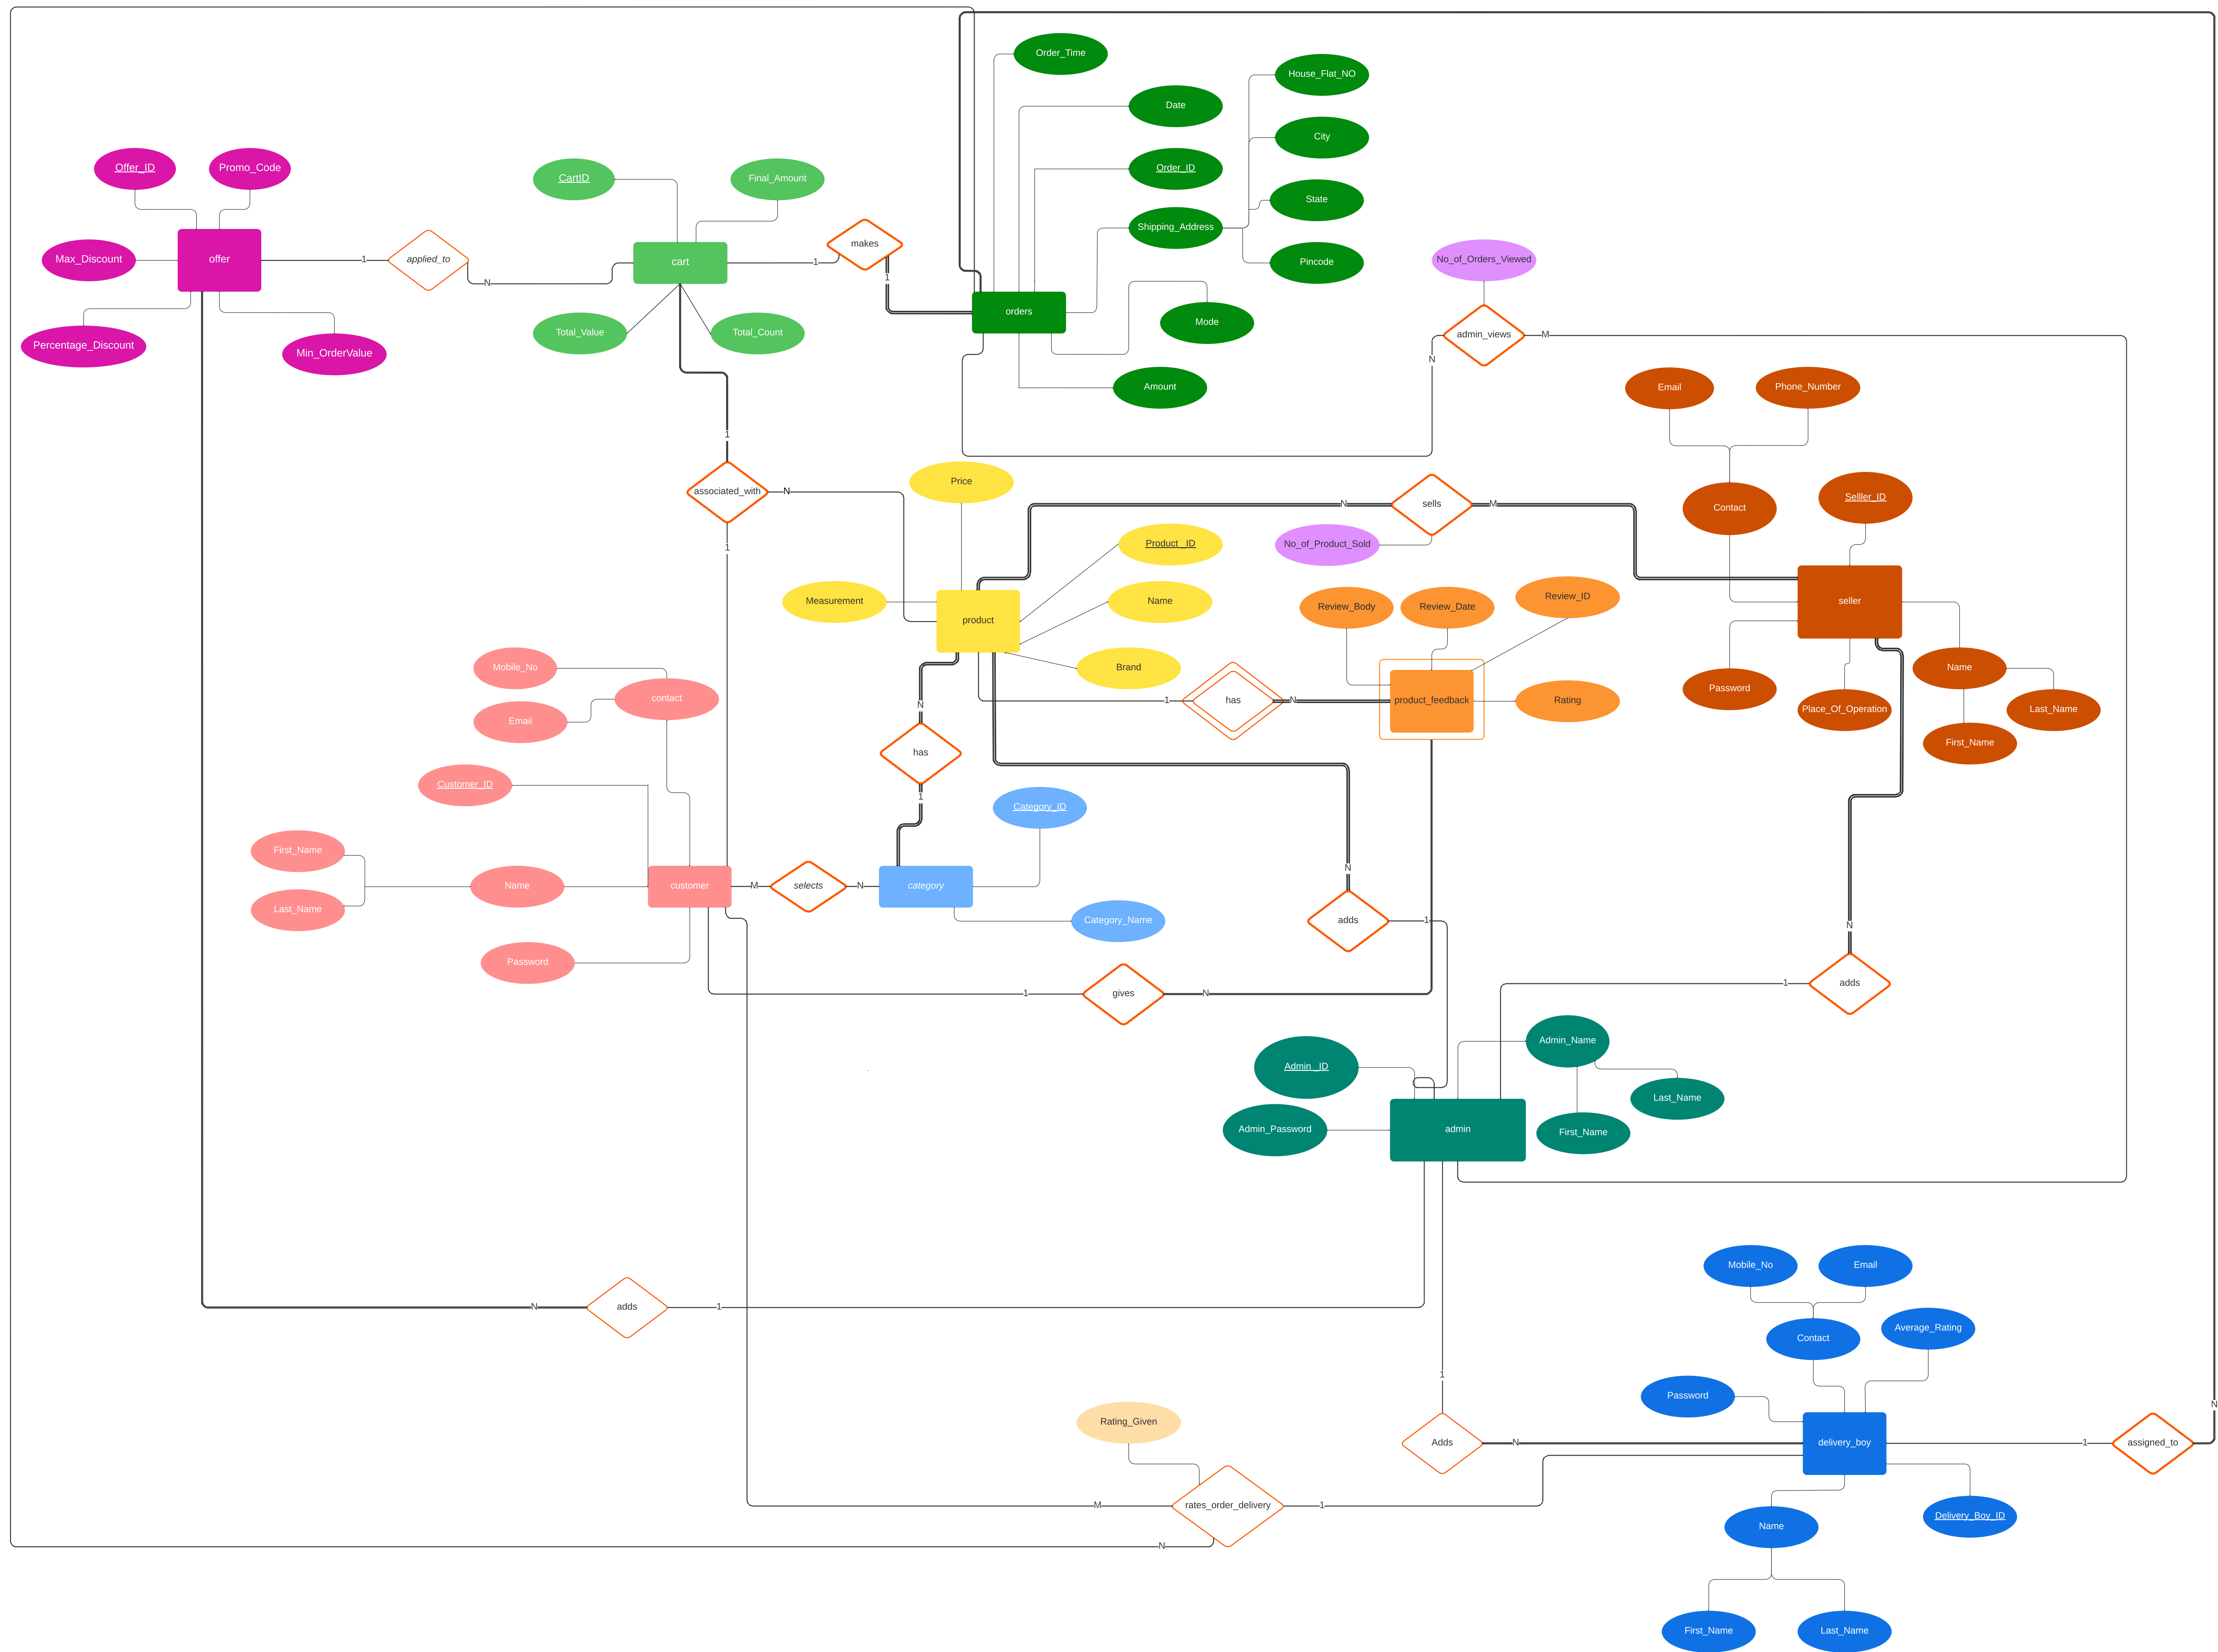 Order_Time
House_Flat_NO
Date
City
Offer_ID
Promo_Code
CartID
Final_Amount
Order_ID
State
Shipping_Address
makes
Max_Discount
offer
1
applied_to
N
cart
1
1
Pincode
No_of_Orders_Viewed
orders
Mode
Percentage_Discount
Min_OrderValue
Total_Value
Total_Count
admin_views
M
N
Amount
Email
Phone_Number
1
associated_with
N
Price
N
sells
M
Contact
Selller_ID
1
Product _ID
No_of_Product_Sold
Measurement
Name
product
Review_Body
Review_Date
Review_ID
seller
Mobile_No
contact
Email
Brand
N
1
has
N
product_feedback
Rating
Password
Place_Of_Operation
Name
Last_Name
First_Name
has
1
Customer_ID
Category_ID
First_Name
Last_Name
Name
customer
M
selects
N
category
Category_Name
N
adds
1
N
Password
1
gives
N
1
adds
Admin _ID
Admin_Name
Admin_Password
admin
Last_Name
First_Name
N
adds
1
Mobile_No
Email
Contact
Average_Rating
1
Password
N
Rating_Given
Adds
N
delivery_boy
1
assigned_to
M
rates_order_delivery
1
N
Name
Delivery_Boy_ID
First_Name
Last_Name